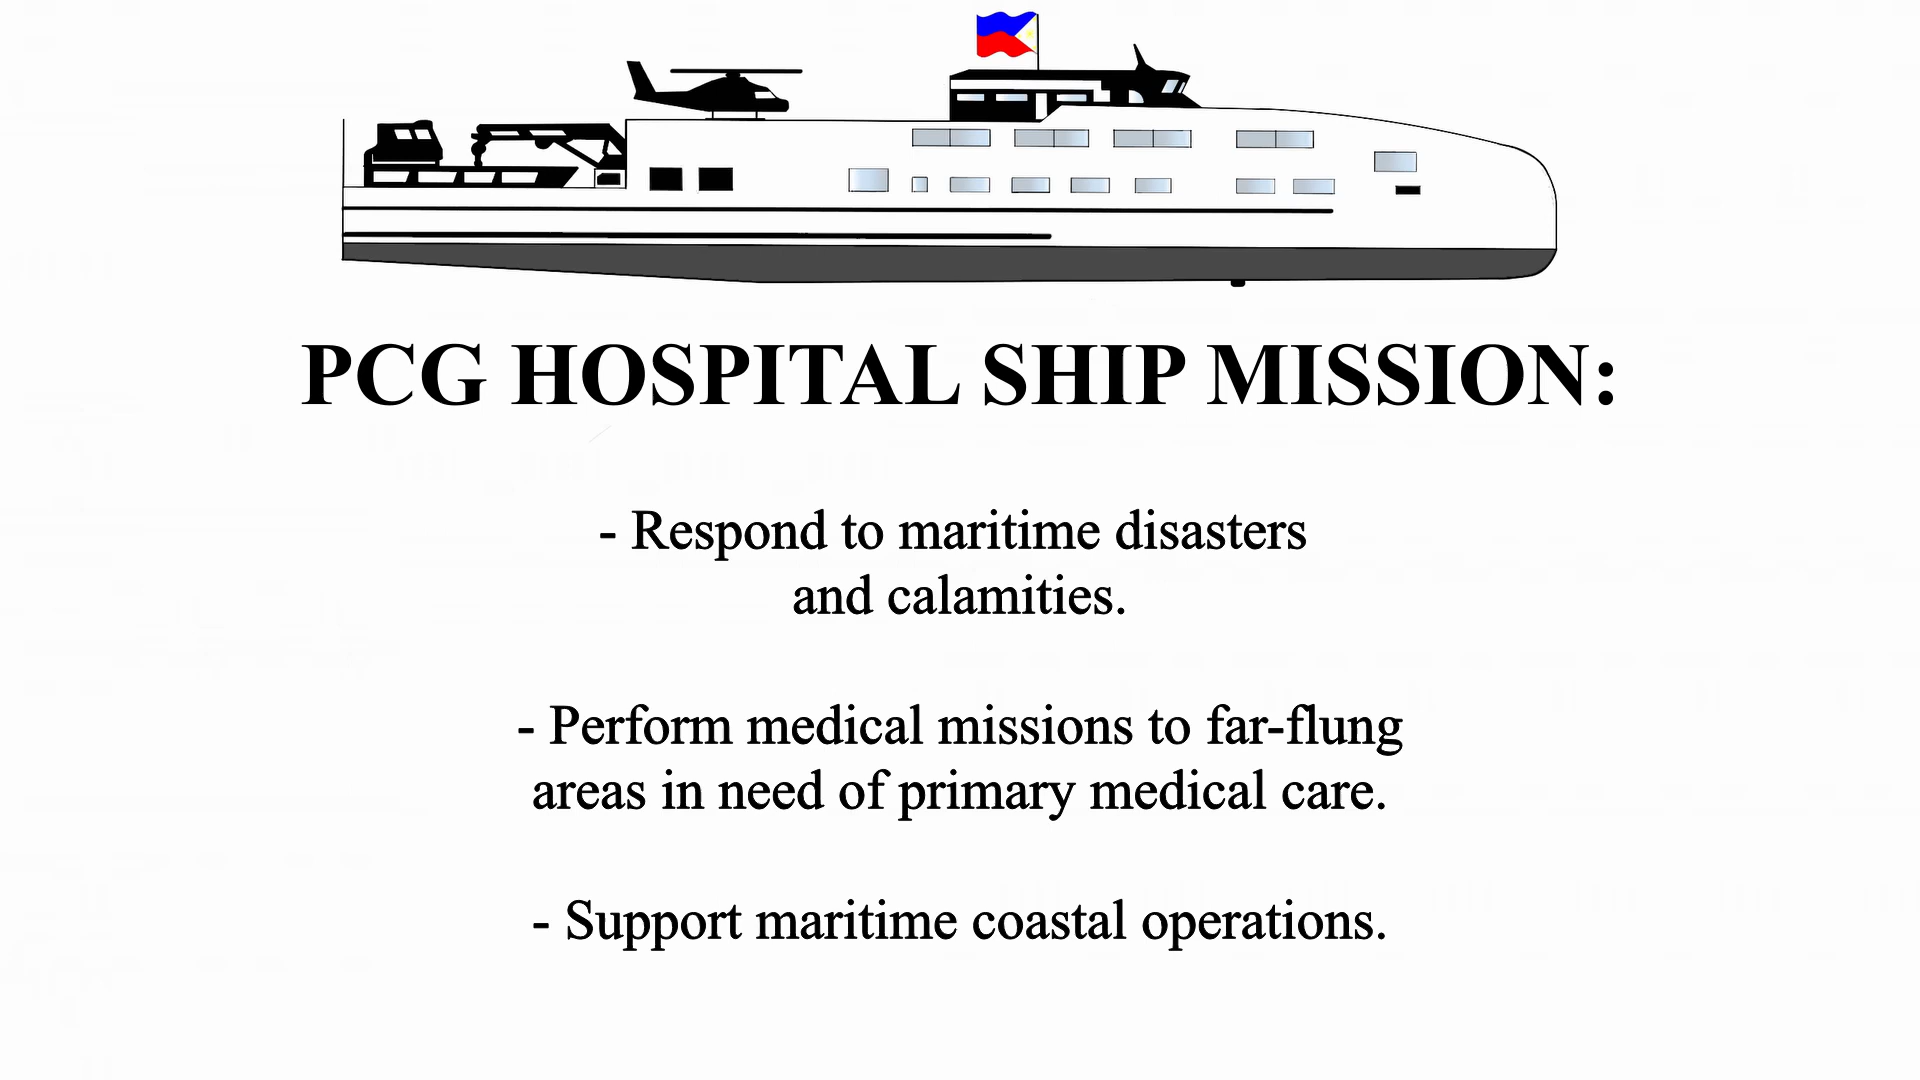 PCG HOSPITAL SHIP MISSION:
- Respond to maritime disasters
and calamities.
- Perform medical missions to far-flung
areas in need of primary medical care.
- Support maritime coastal operations.